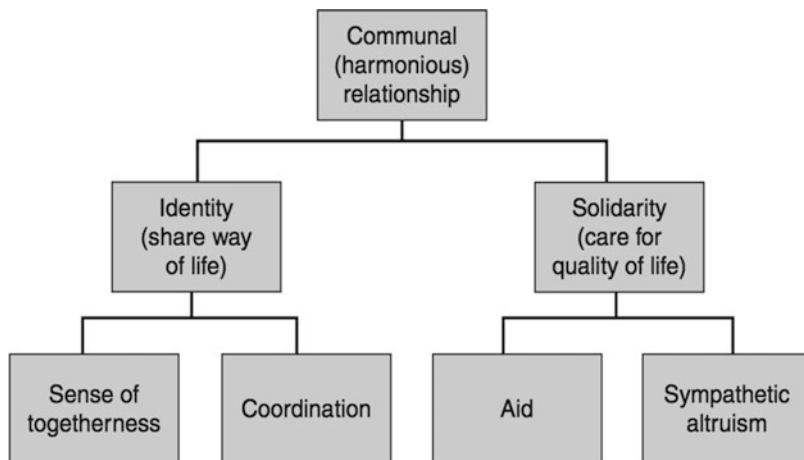 Communal
(harmonious)
relationship
Identity
(share way
of life)
Solidarity
(care for
quality of life)
Sense of
togetherness
Coordination
Aid
Sympathetic
altruism